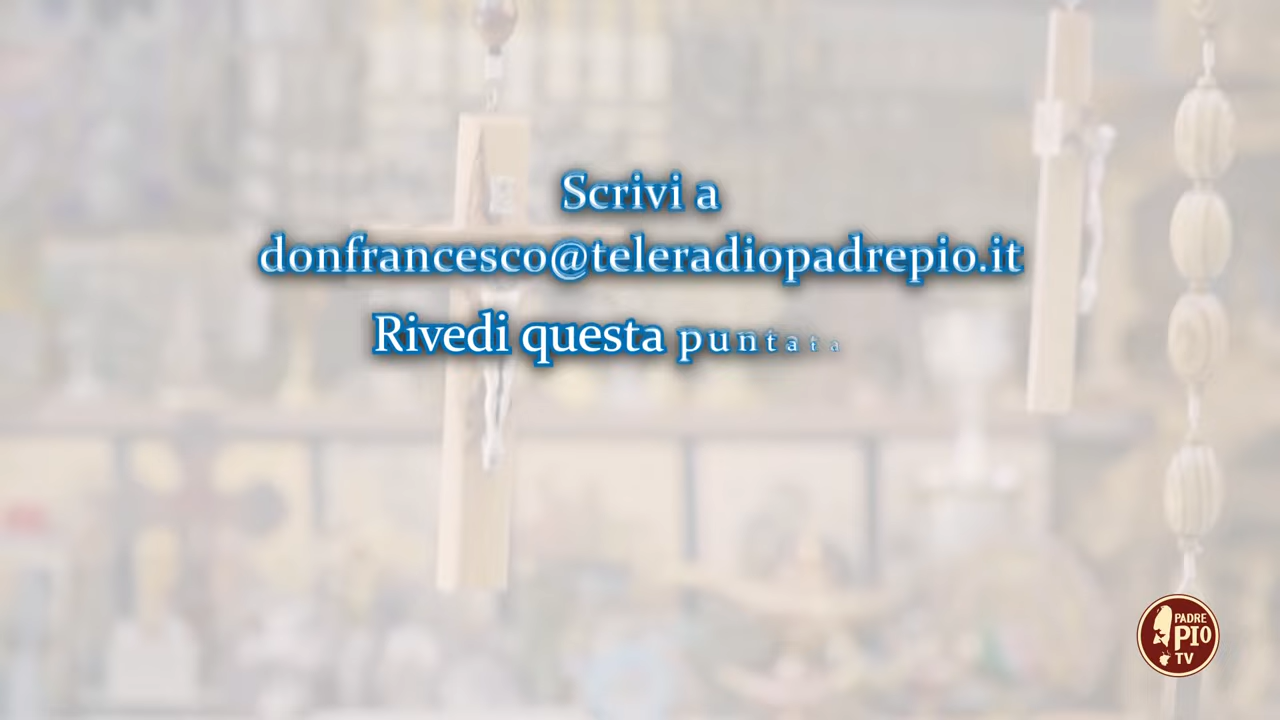 Scrivi a
donfrancesco@teleradiopadrepio.it
Rivedi questa puntata
PADRE
PIO
TV